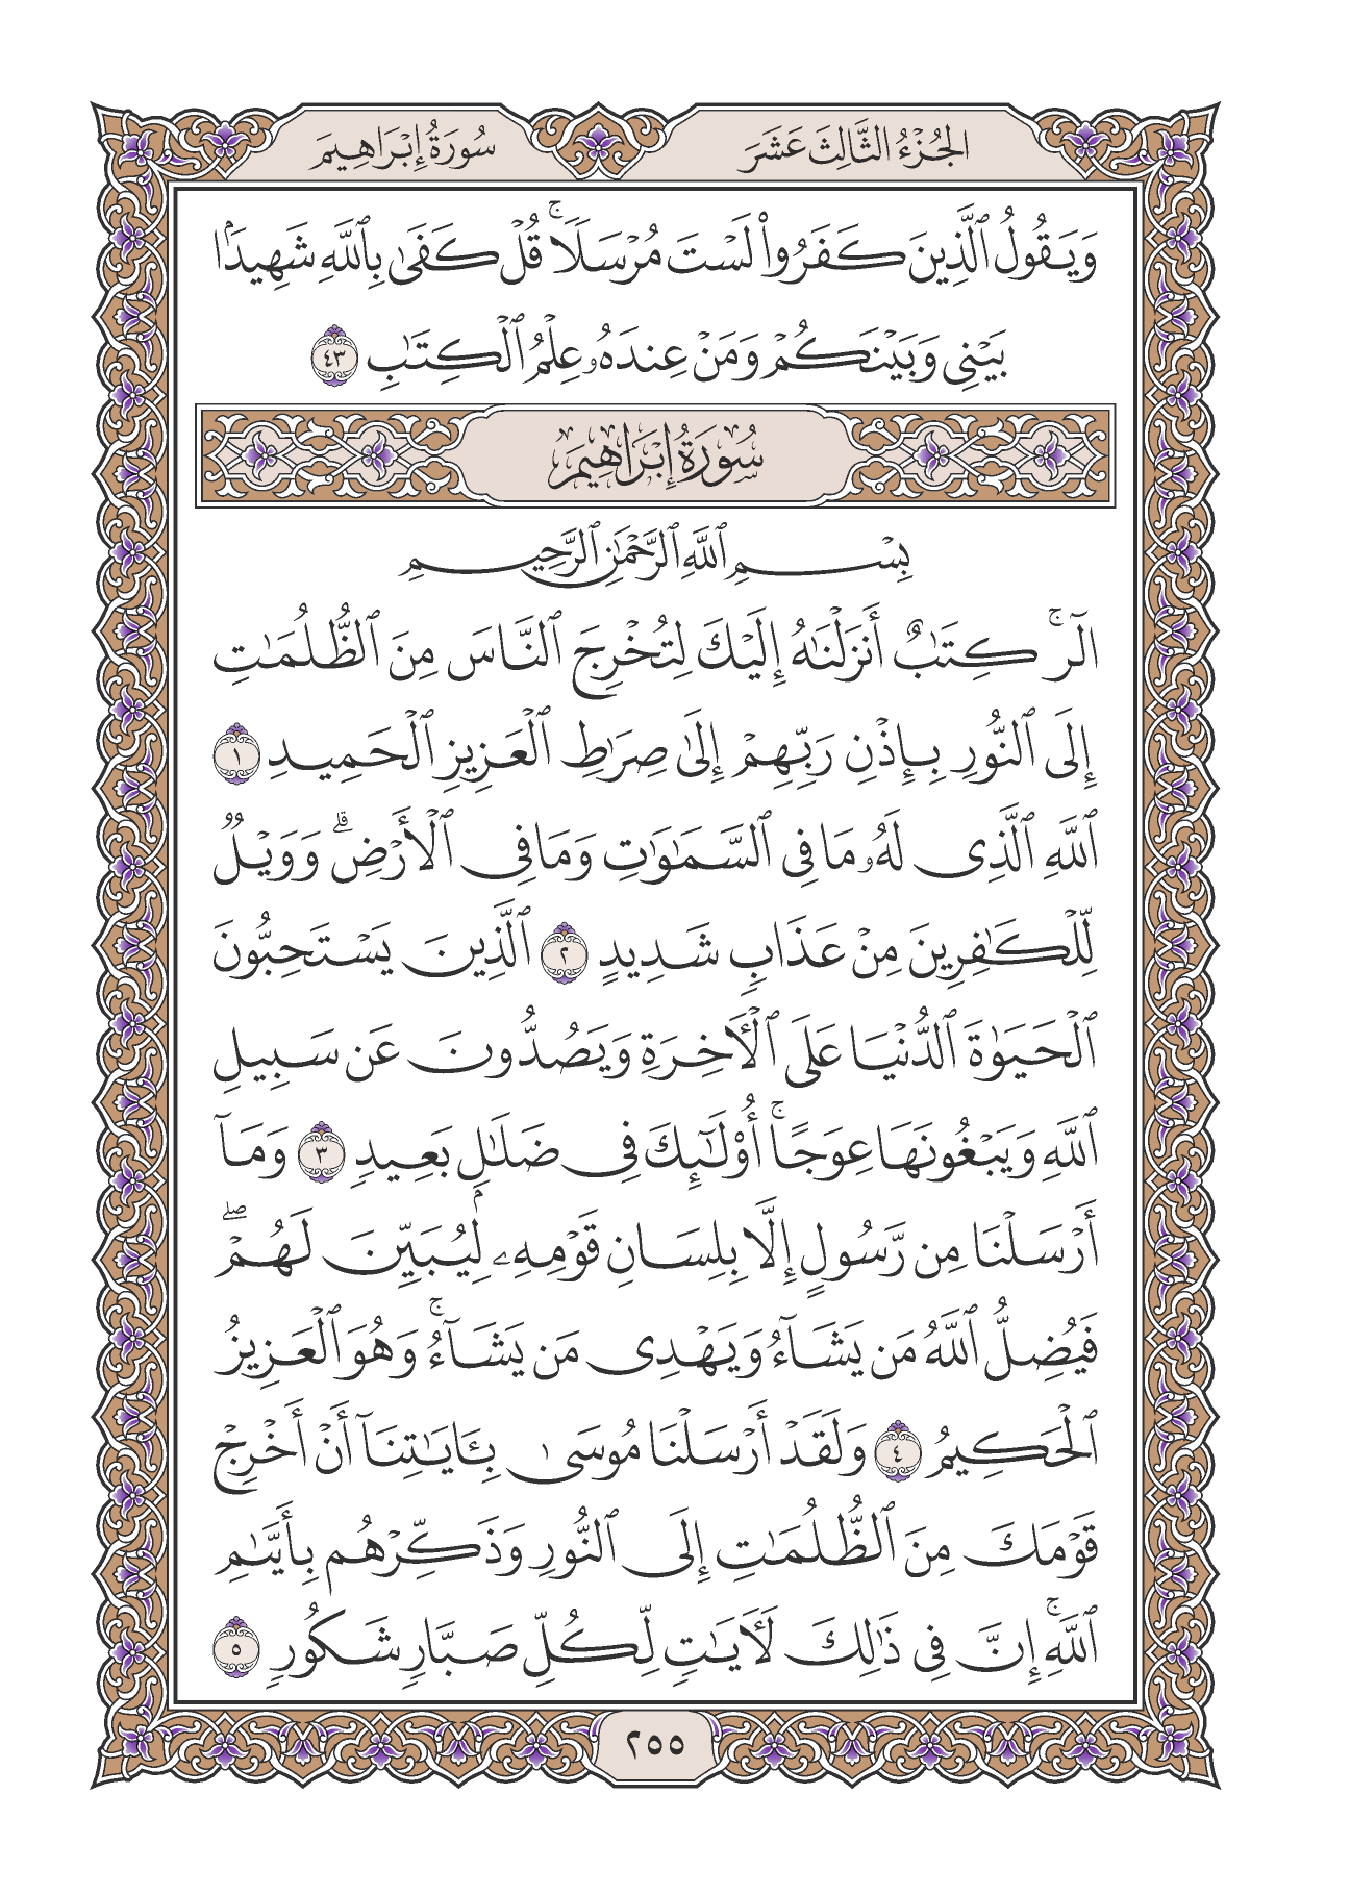 الجُزْءُ الثَّالِثَ عَشَرَ
سُورَةُ إِبْرَاهِيمَ
وَيَقُولُ ٱلَّذِينَ كَفَرُواْ لَسْتَ مُرْسَلًاۚ قُلْ كَفَىٰ بِٱللَّهِ شَهِيدَۢا
بَيْنِي وَبَيْنَكُمْ وَمَنْ عِندَهُۥ عِلْمُ ٱلْكِتَٰبِ ٤٣
سُورَةُ إِبْرَاهِيمَ
بِسْمِ ٱللَّهِ ٱلرَّحْمَٰنِ ٱلرَّحِيمِ
الٓرۚ كِتَٰبٌ أَنزَلْنَٰهُ إِلَيْكَ لِتُخْرِجَ ٱلنَّاسَ مِنَ ٱلظُّلُمَٰتِ
إِلَى ٱلنُّورِ بِإِذْنِ رَبِّهِمْ إِلَىٰ صِرَٰطِ ٱلْعَزِيزِ ٱلْحَمِيدِ ١
ٱللَّهِ ٱلَّذِي لَهُۥ مَا فِي ٱلسَّمَٰوَٰتِ وَمَا فِي ٱلْأَرْضِۗ وَوَيْلٌ
لِّلْكَٰفِرِينَ مِنْ عَذَابٍ شَدِيدٍ ٢ ٱلَّذِينَ يَسْتَحِبُّونَ
ٱلْحَيَوٰةَ ٱلدُّنْيَا عَلَى ٱلْأٓخِرَةِ وَيَصُدُّونَ عَن سَبِيلِ
ٱللَّهِ وَيَبْغُونَهَا عِوَجًاۚ أُوْلَٰٓئِكَ فِي ضَلَٰلٍۭ بَعِيدٍ ٣ وَمَآ
أَرْسَلْنَا مِن رَّسُولٍ إِلَّا بِلِسَانِ قَوْمِهِۦ لِيُبَيِّنَ لَهُمْۖ
فَيُضِلُّ ٱللَّهُ مَن يَشَآءُ وَيَهْدِي مَن يَشَآءُۚ وَهُوَ ٱلْعَزِيزُ
ٱلْحَكِيمُ ٤ وَلَقَدْ أَرْسَلْنَا مُوسَىٰ بِـَٔايَٰتِنَآ أَنْ أَخْرِجْ
قَوْمَكَ مِنَ ٱلظُّلُمَٰتِ إِلَى ٱلنُّورِ وَذَكِّرْهُم بِأَيَّىٰمِ
ٱللَّهِۚ إِنَّ فِي ذَٰلِكَ لَأٓيَٰتٍ لِّكُلِّ صَبَّارٍ شَكُورٍ ٥
٢٥٥